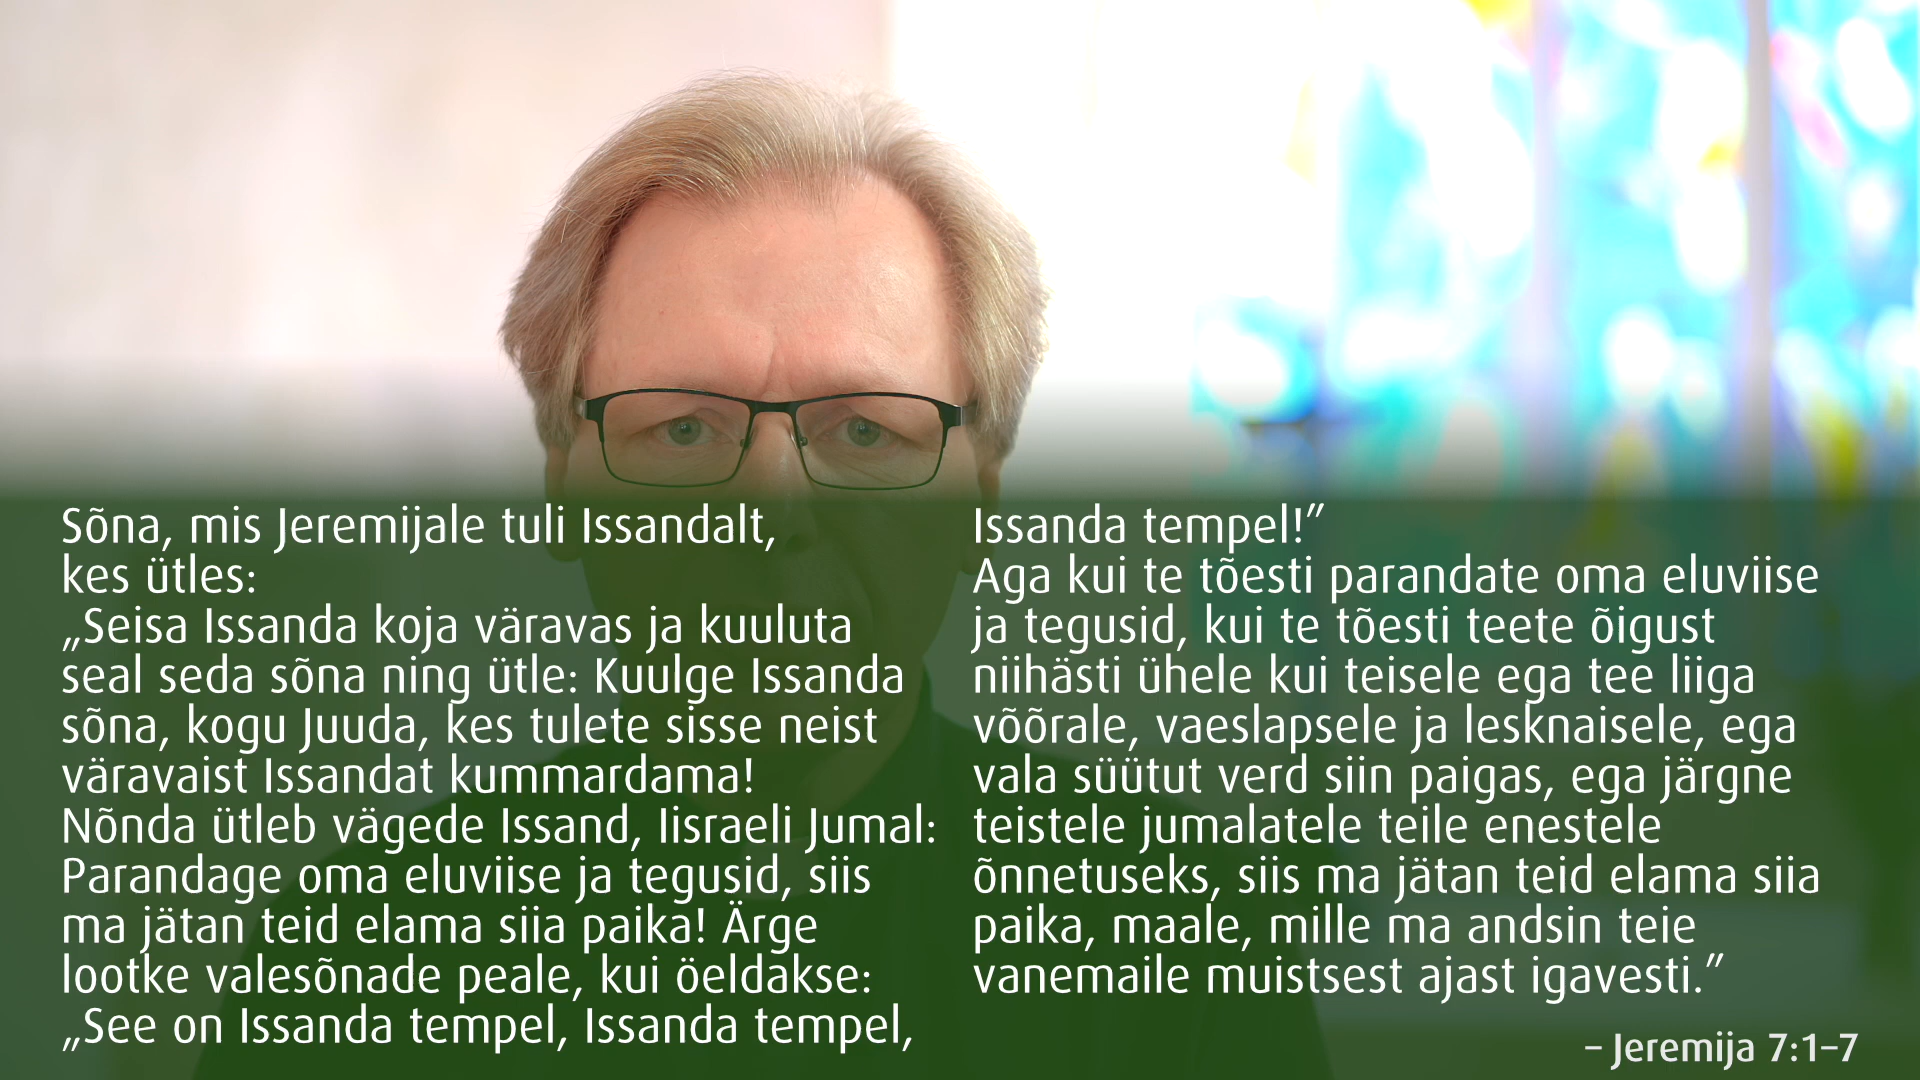 Sõna, mis Jeremijale tuli Issandalt,
kes ütles:
„Seisa Issanda koja väravas ja kuuluta
seal seda sõna ning ütle: Kuulge Issanda
sõna, kogu Juuda, kes tulete sisse neist
väravaist Issandat kummardama!
Nõnda ütleb vägede Issand, Iisraeli Jumal:
Parandage oma eluviise ja tegusid, siis
ma jätan teid elama siia paika! Ärge
lootke valesõnade peale, kui öeldakse:
„See on Issanda tempel, Issanda tempel,
Issanda tempel!”
Aga kui te tõesti parandate oma eluviise
ja tegusid, kui te tõesti teete õigust
niihästi ühele kui teisele ega tee liiga
võõrale, vaeslapsele ja lesknaisele, ega
vala süütut verd siin paigas, ega järgne
teistele jumalatele teile enestele
õnnetuseks, siis ma jätan teid elama siia
paika, maale, mille ma andsin teie
vanemaile muistsest ajast igavesti.”
– Jeremija 7:1–7